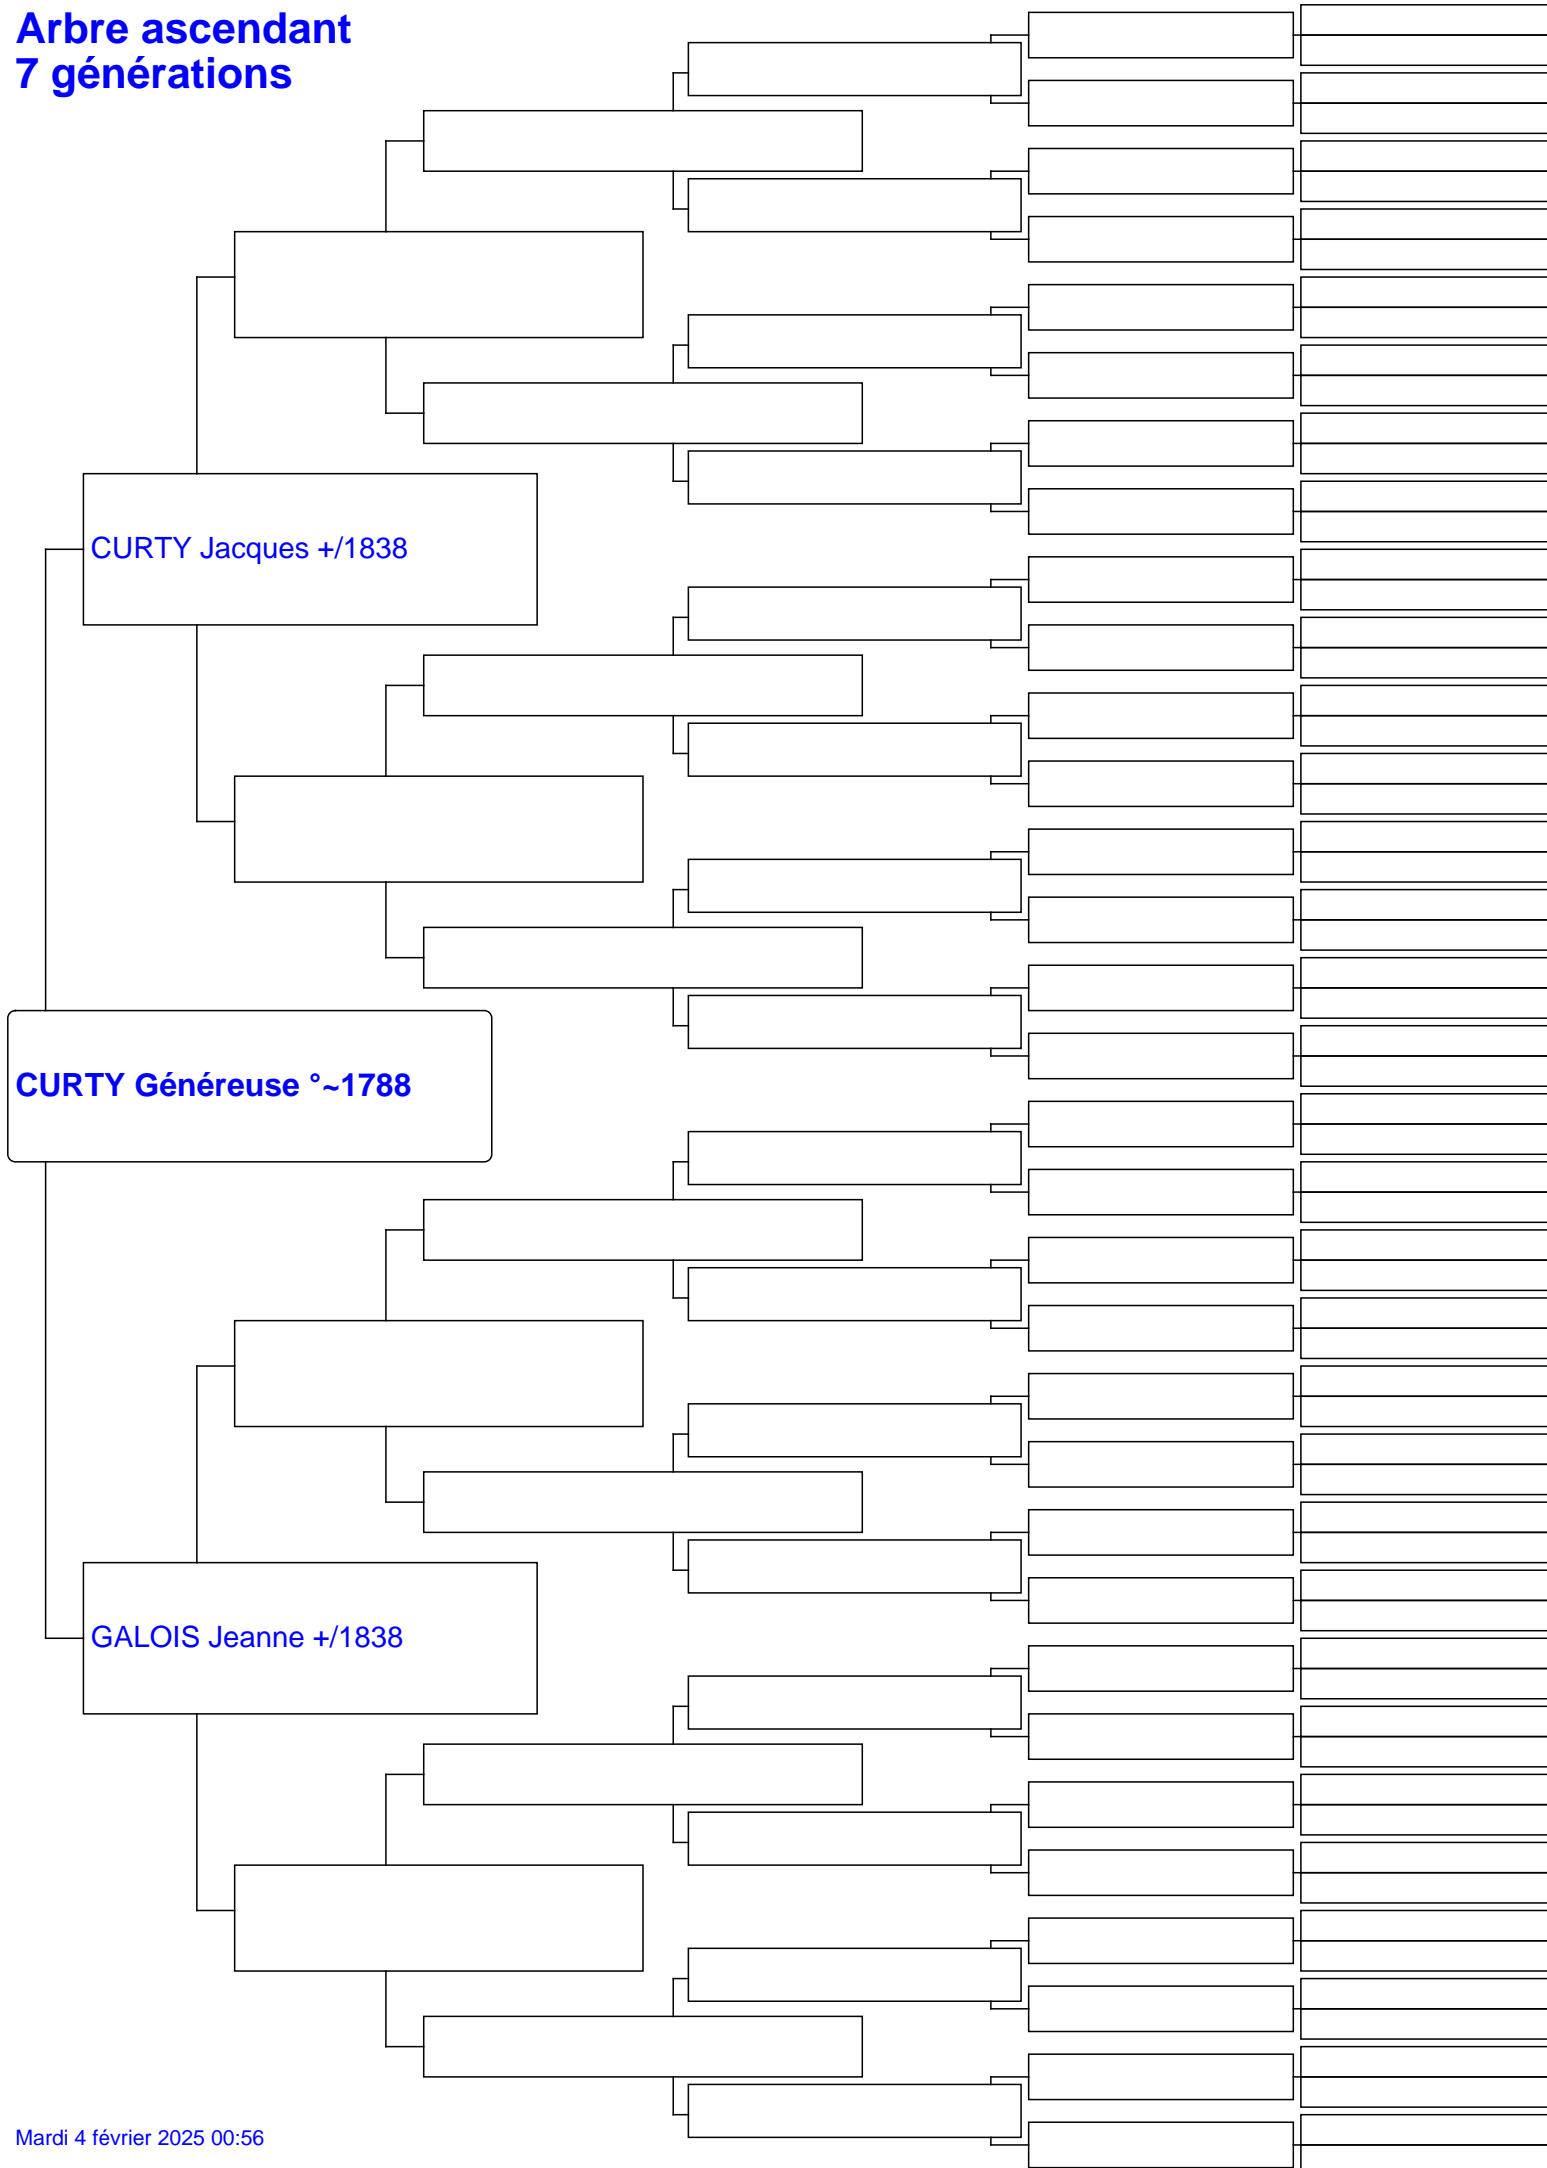 Arbre ascendant
7 générations
CURTY Jacques +/1838
CURTY Généreuse °~1788
GALOIS Jeanne +/1838
Mardi 4 février 2025 00:56